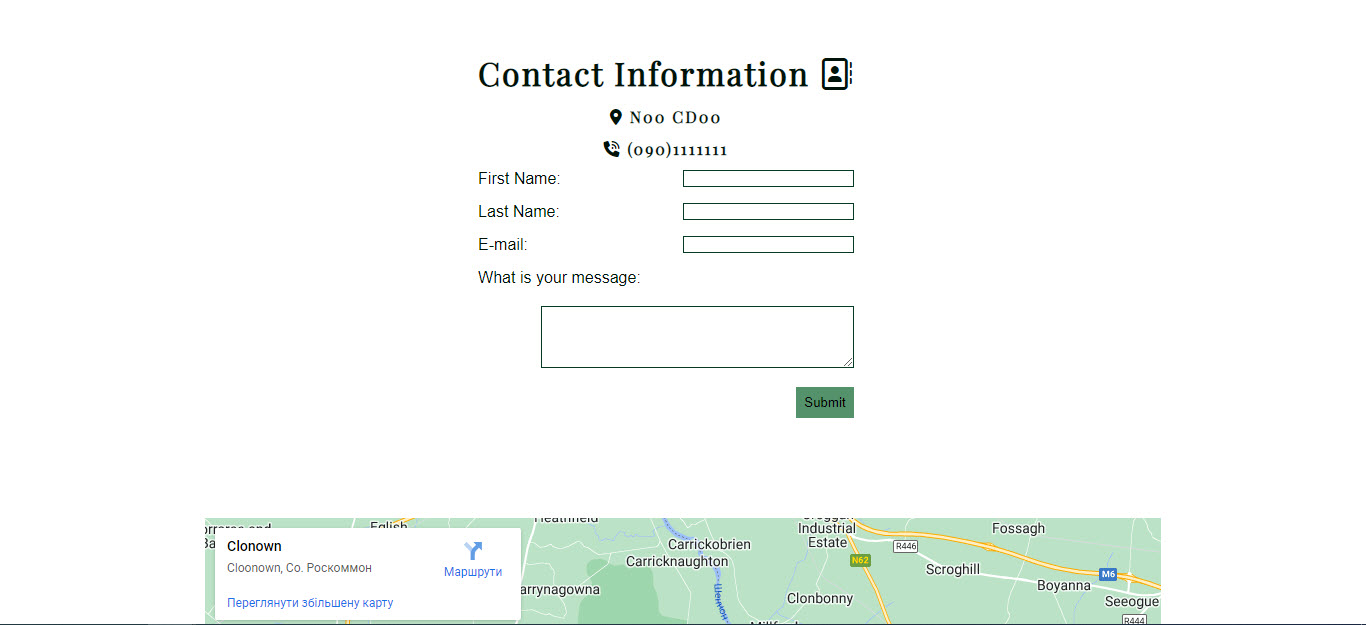 Contact Information
Noo CDoo
(090)1111111
First Name:
Last Name:
E-mail:
What is your message:
Submit
Clonown
Cloonown, Co. Роскоммон
Маршрути
Переглянути збільшену карту
Eglish
Heathfield
Carrickobrien
Carricknaughton
Industrial
Estate
N62
R446
Fossagh
Scroghill
M6
Boyanna
Seeogue
R444
Clonbonny
Шеннон